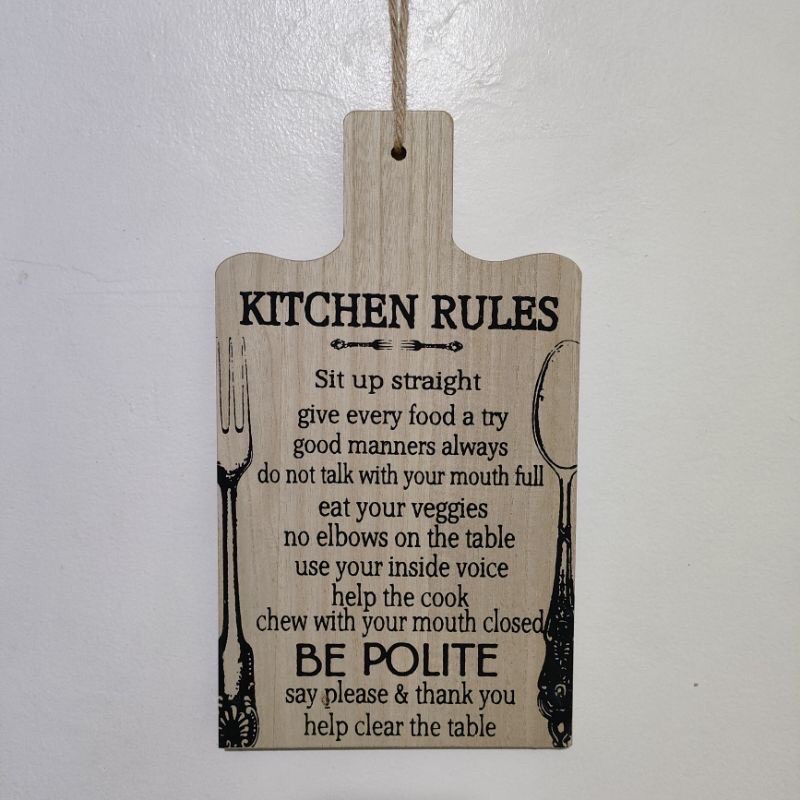 KITCHEN RULES
Sit up straight
give every food a try
good manners always
do not talk with your mouth full
eat your veggies
no elbows on the table
use your inside voice
help the cook
chew with your mouth closed
BE POLITE
say please & thank you
help clear the table